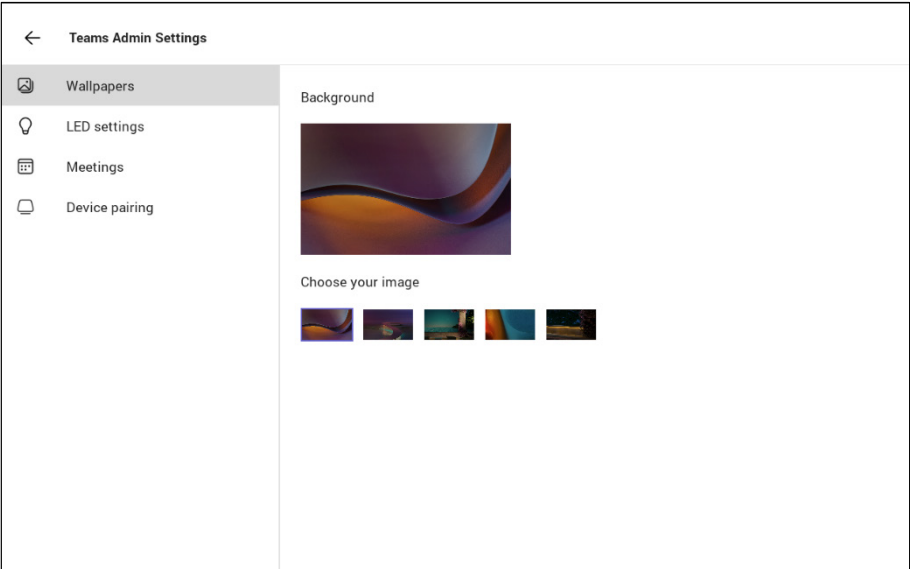 Teams Admin Settings
Wallpapers
LED settings
Meetings
Device pairing
Background
Choose your image